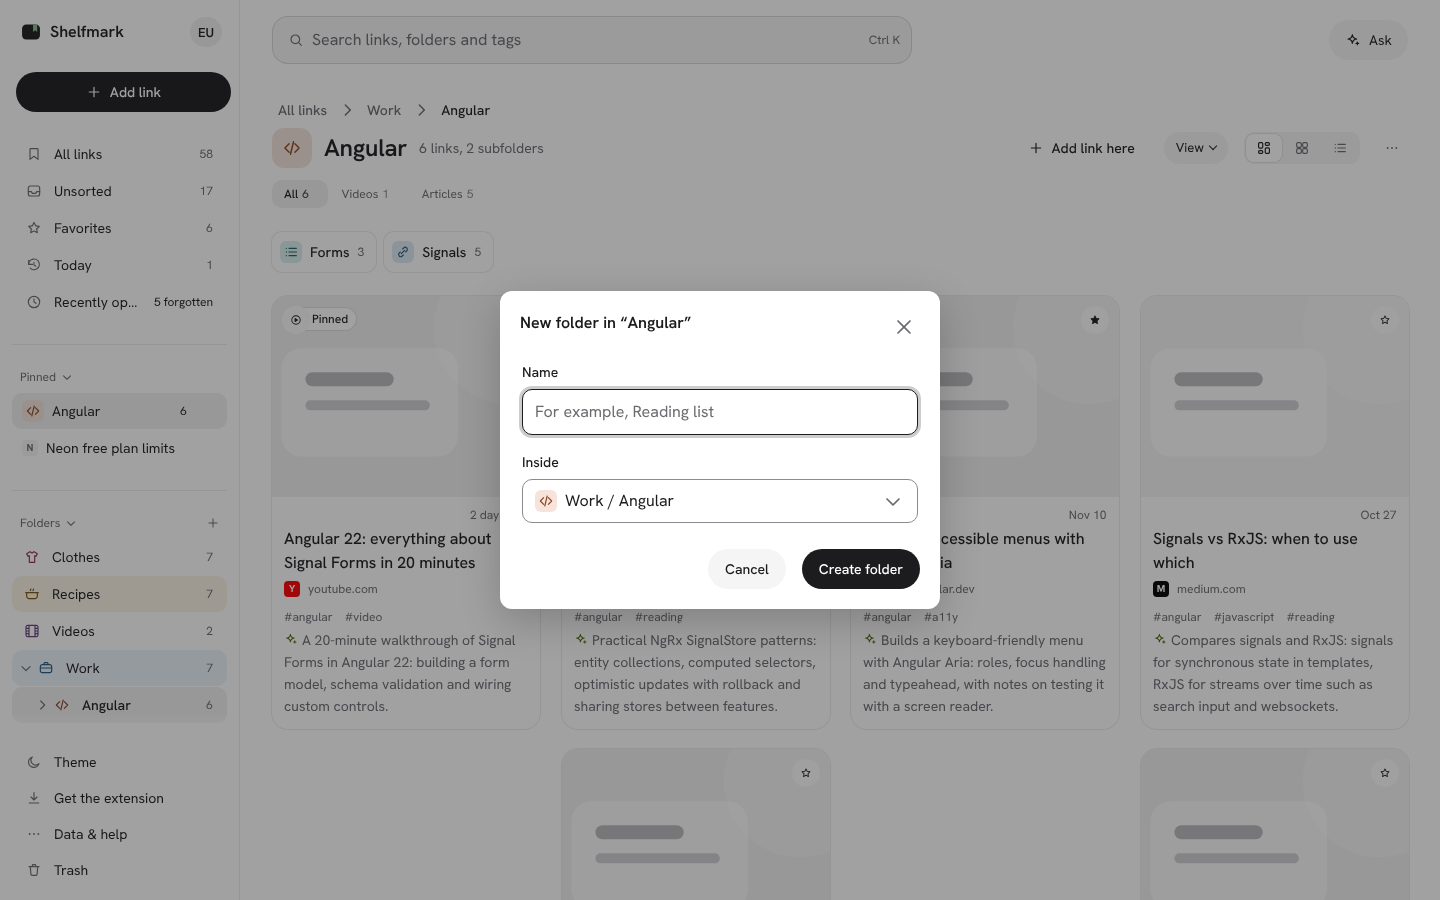 Shelfmark
EU
Search links, folders and tags
Ctrl K
Ask
Add link
All links 58
Unsorted 17
Favorites 6
Today 1
Recently op... 5 forgotten
Pinned
Angular 6
N Neon free plan limits
Folders
Clothes 7
Recipes 7
Videos 2
Work 7
Angular 6
Theme
Get the extension
Data & help
Trash
All links Work Angular
Angular 6 links, 2 subfolders
Add link here
View
All 6 Videos 1 Articles 5
Forms 3 Signals 5
New folder in “Angular”
Name
For example, Reading list
Inside
Work / Angular
Cancel Create folder
Pinned
2 day
Angular 22: everything about
Signal Forms in 20 minutes
Y youtube.com
#angular #video
A 20-minute walkthrough of Signal
Forms in Angular 22: building a form
model, schema validation and wiring
custom controls.
#angular #reading
Practical NgRx SignalStore patterns:
entity collections, computed selectors,
optimistic updates with rollback and
sharing stores between features.
Nov 10
cessible menus with
ia
lar.dev
#angular #a11y
Builds a keyboard-friendly menu
with Angular Aria: roles, focus handling
and typeahead, with notes on testing it
with a screen reader.
Oct 27
Signals vs RxJS: when to use
which
M medium.com
#angular #javascript #reading
Compares signals and RxJS: signals
for synchronous state in templates,
RxJS for streams over time such as
search input and websockets.